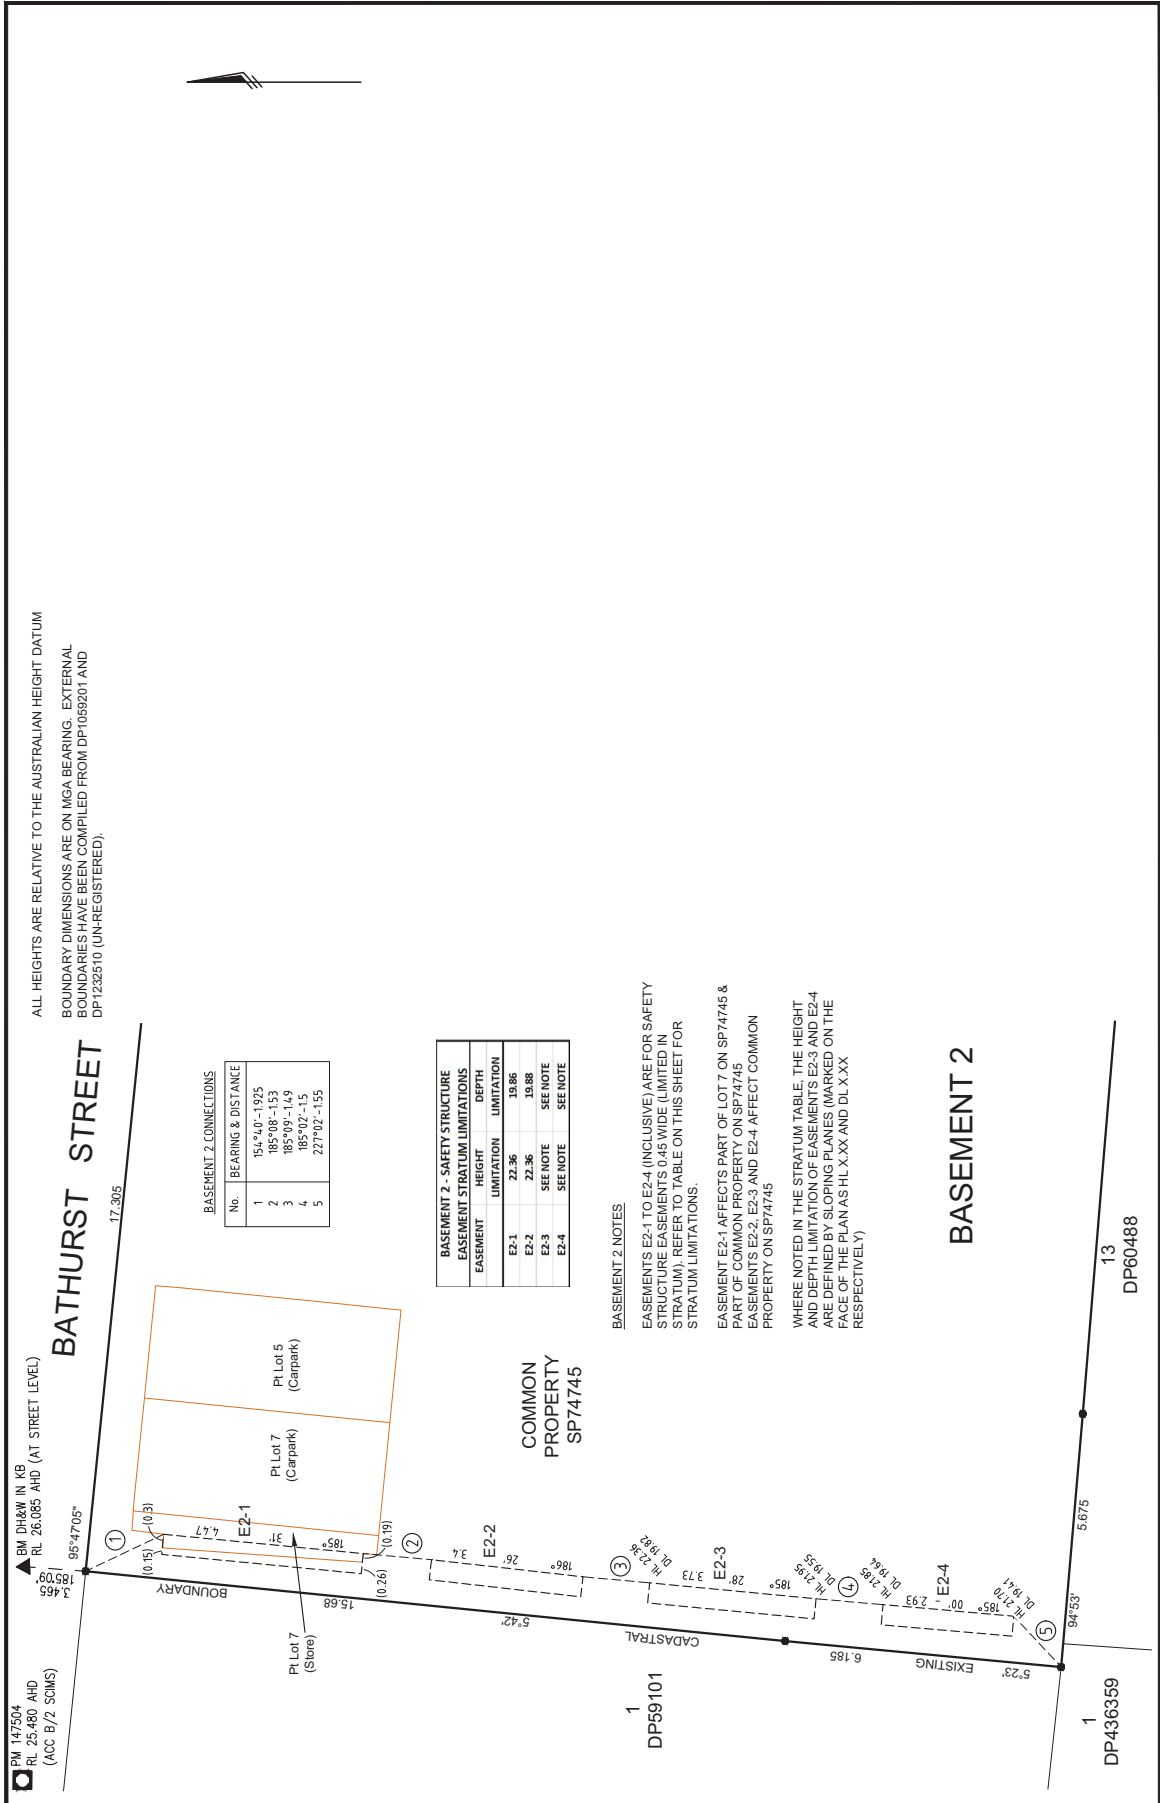 PM 147504
RL 25.480 AHD
(ACC B/2 SCIMS)
BM DH&W IN KB
RL 26.085 AHD (AT STREET LEVEL)
185°09'
3.465
95°47'05"
BATHURST STREET
17.305
ALL HEIGHTS ARE RELATIVE TO THE AUSTRALIAN HEIGHT DATUM
BOUNDARY DIMENSIONS ARE ON MGA BEARING. EXTERNAL
BOUNDARIES HAVE BEEN COMPILED FROM DP1059201 AND
DP1232510 (UN-REGISTERED).
BASEMENT 2 CONNECTIONS
No. BEARING & DISTANCE
1 154°40'-1.925
2 185°08'-1.53
3 185°09'-1.49
4 185°02'-1.5
5 227°02'-1.55
Pt Lot 5
(Carpark)
Pt Lot 7
(Carpark)
Pt Lot 7
(Store)
1
(0.3)
(0.15)
E2-1
185° 31' 4.47
(0.19)
(0.26)
2
BOUNDARY
15.68
5°42'
CADASTRAL
BASEMENT 2 - SAFETY STRUCTURE
EASEMENT STRATUM LIMITATIONS
EASEMENT HEIGHT LIMITATION DEPTH LIMITATION
E2-1 22.36 19.86
E2-2 22.36 19.88
E2-3 SEE NOTE SEE NOTE
E2-4 SEE NOTE SEE NOTE
E2-2
186° 26' 3.4
COMMON
PROPERTY
SP74745
3
HL 22.36
DL 19.82
E2-3
185° 28' 3.73
HL 21.95
DL 19.55
4
HL 21.85
DL 19.64
E2-4
185° 00' - 2.93
HL 21.70
DL 19.41
5
BASEMENT 2 NOTES
EASEMENTS E2-1 TO E2-4 (INCLUSIVE) ARE FOR SAFETY
STRUCTURE EASEMENTS 0.45 WIDE (LIMITED IN
STRATUM). REFER TO TABLE ON THIS SHEET FOR
STRATUM LIMITATIONS.
EASEMENT E2-1 AFFECTS PART OF LOT 7 ON SP74745 &
PART OF COMMON PROPERTY ON SP74745
EASEMENTS E2-2, E2-3 AND E2-4 AFFECT COMMON
PROPERTY ON SP74745
WHERE NOTED IN THE STRATUM TABLE, THE HEIGHT
AND DEPTH LIMITATION OF EASEMENTS E2-3 AND E2-4
ARE DEFINED BY SLOPING PLANES (MARKED ON THE
FACE OF THE PLAN AS HL X.XX AND DL X.XX
RESPECTIVELY)
BASEMENT 2
1
DP59101
6.185
EXISTING
5°23'
94°53'
5.675
1
DP436359
13
DP60488